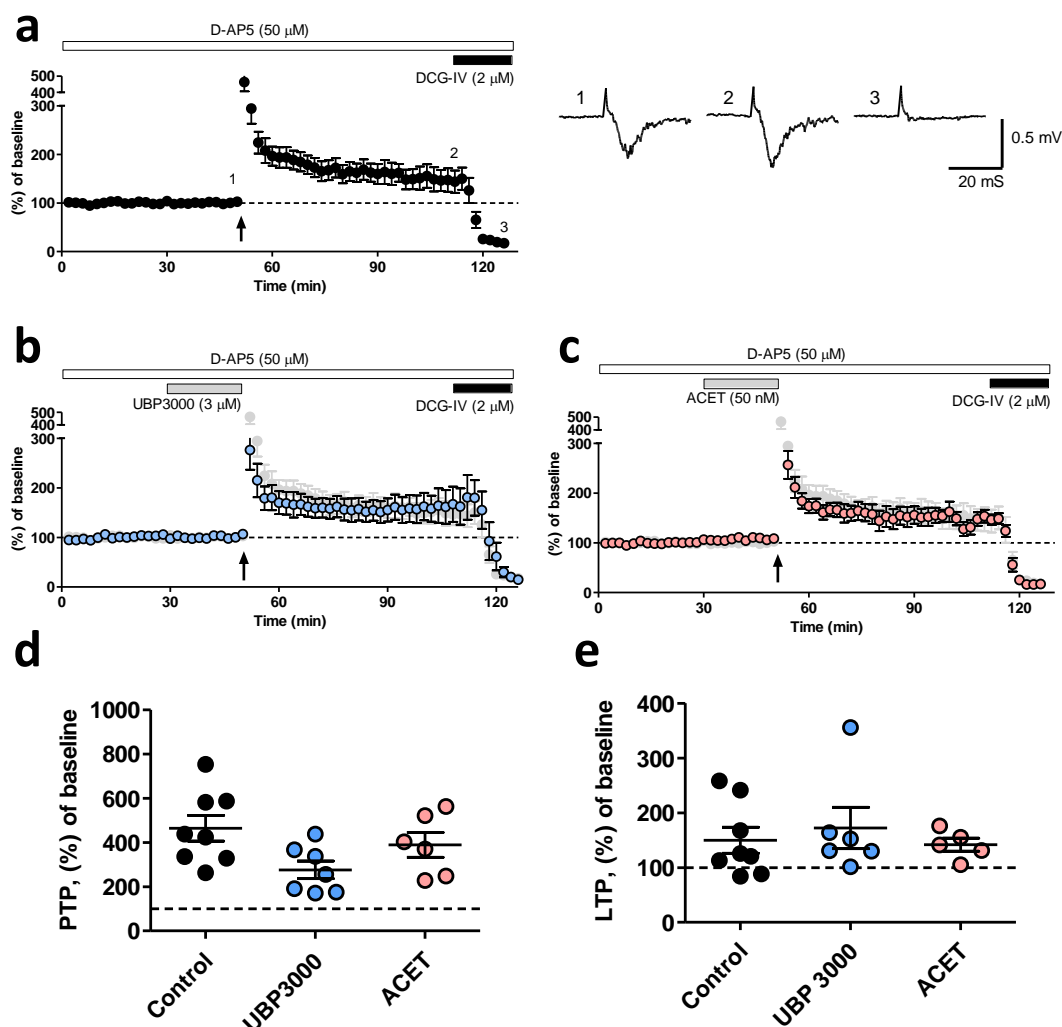 a
D-AP5 (50 μM)
DCG-IV (2 μM)
500
400
300
200
100
0
(%) of baseline
1
2
3
0 30 60 90 120
Time (min)
1 2 3
0.5 mV
20 mS
b
D-AP5 (50 μM)
UBP3000 (3 μM)
DCG-IV (2 μM)
500
400
300
200
100
0
(%) of baseline
0 30 60 90 120
Time (min)
c
D-AP5 (50 μM)
ACET (50 nM)
DCG-IV (2 μM)
500
400
300
200
100
0
(%) of baseline
0 30 60 90 120
Time (min)
d
1000
800
600
400
200
0
PTP, (%) of baseline
Control
UBP3000
ACET
e
400
300
200
100
0
LTP, (%) of baseline
Control
UBP 3000
ACET